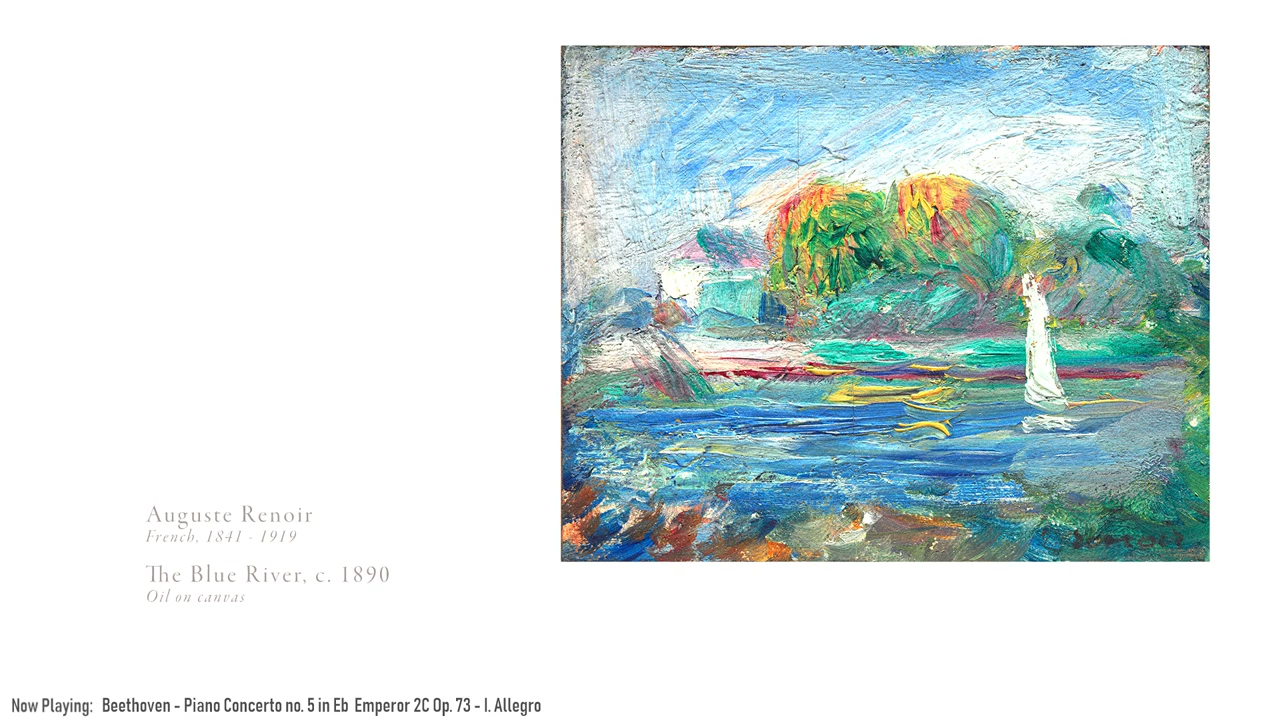 Auguste Renoir
French, 1841 - 1919
The Blue River, c. 1890
Oil on canvas
Now Playing: Beethoven - Piano Concerto no. 5 in Eb Emperor 2C Op. 73 - I. Allegro